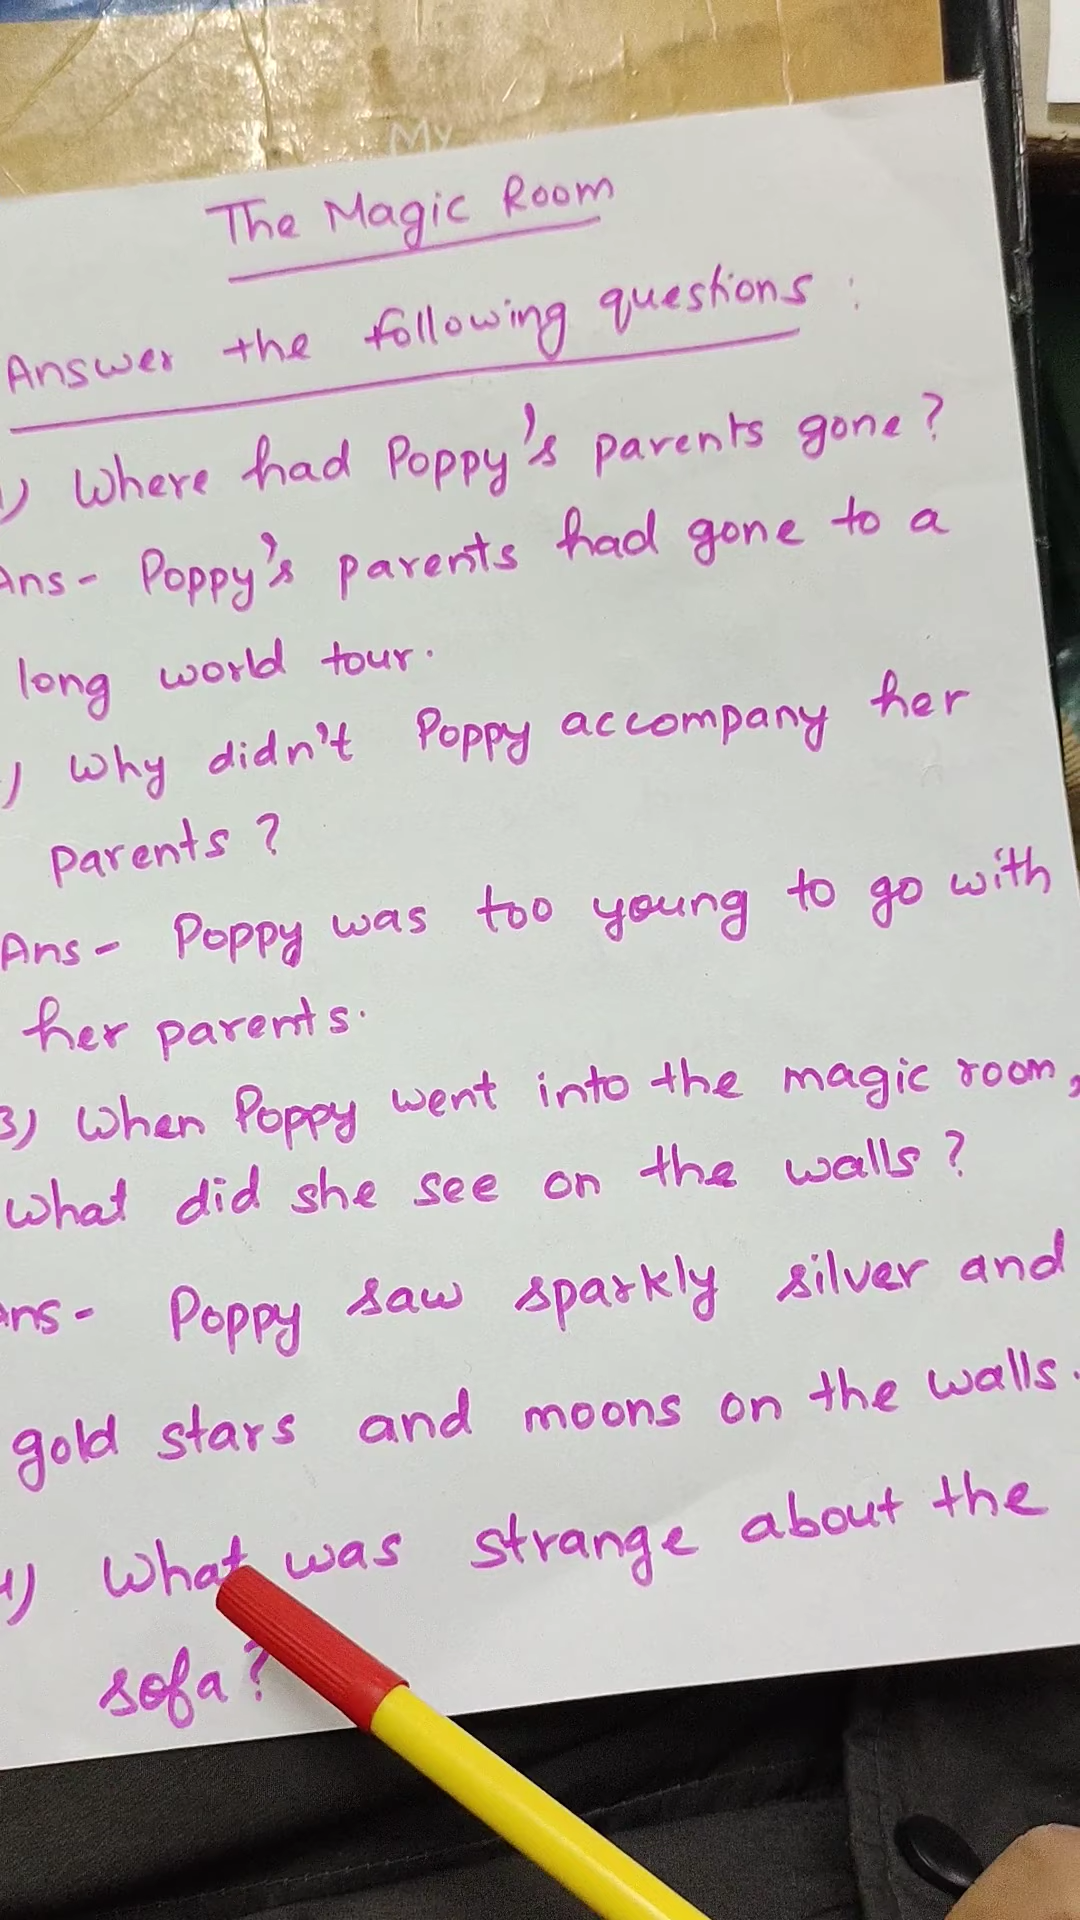 My
The Magic Room
Answer the following questions :
1) Where had Poppy's parents gone?
Ans- Poppy's parents had gone to a
long world tour.
) Why didn't Poppy accompany her
parents?
Ans- Poppy was too young to go with
her parents.
3) When Poppy went into the magic room,
what did she see on the walls?
Ans- Poppy saw sparkly silver and
gold stars and moons on the walls.
4) What was strange about the
sofa?